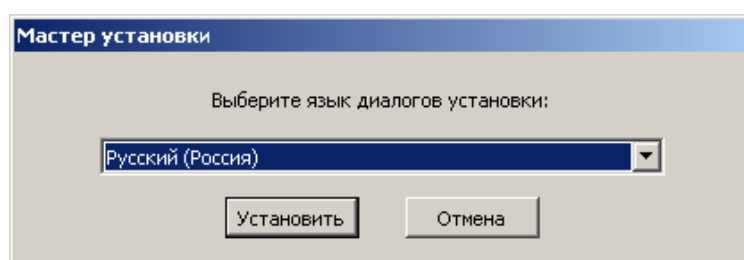 Мастер установки
Выберите язык диалогов установки:
Русский (Россия)
Установить Отмена